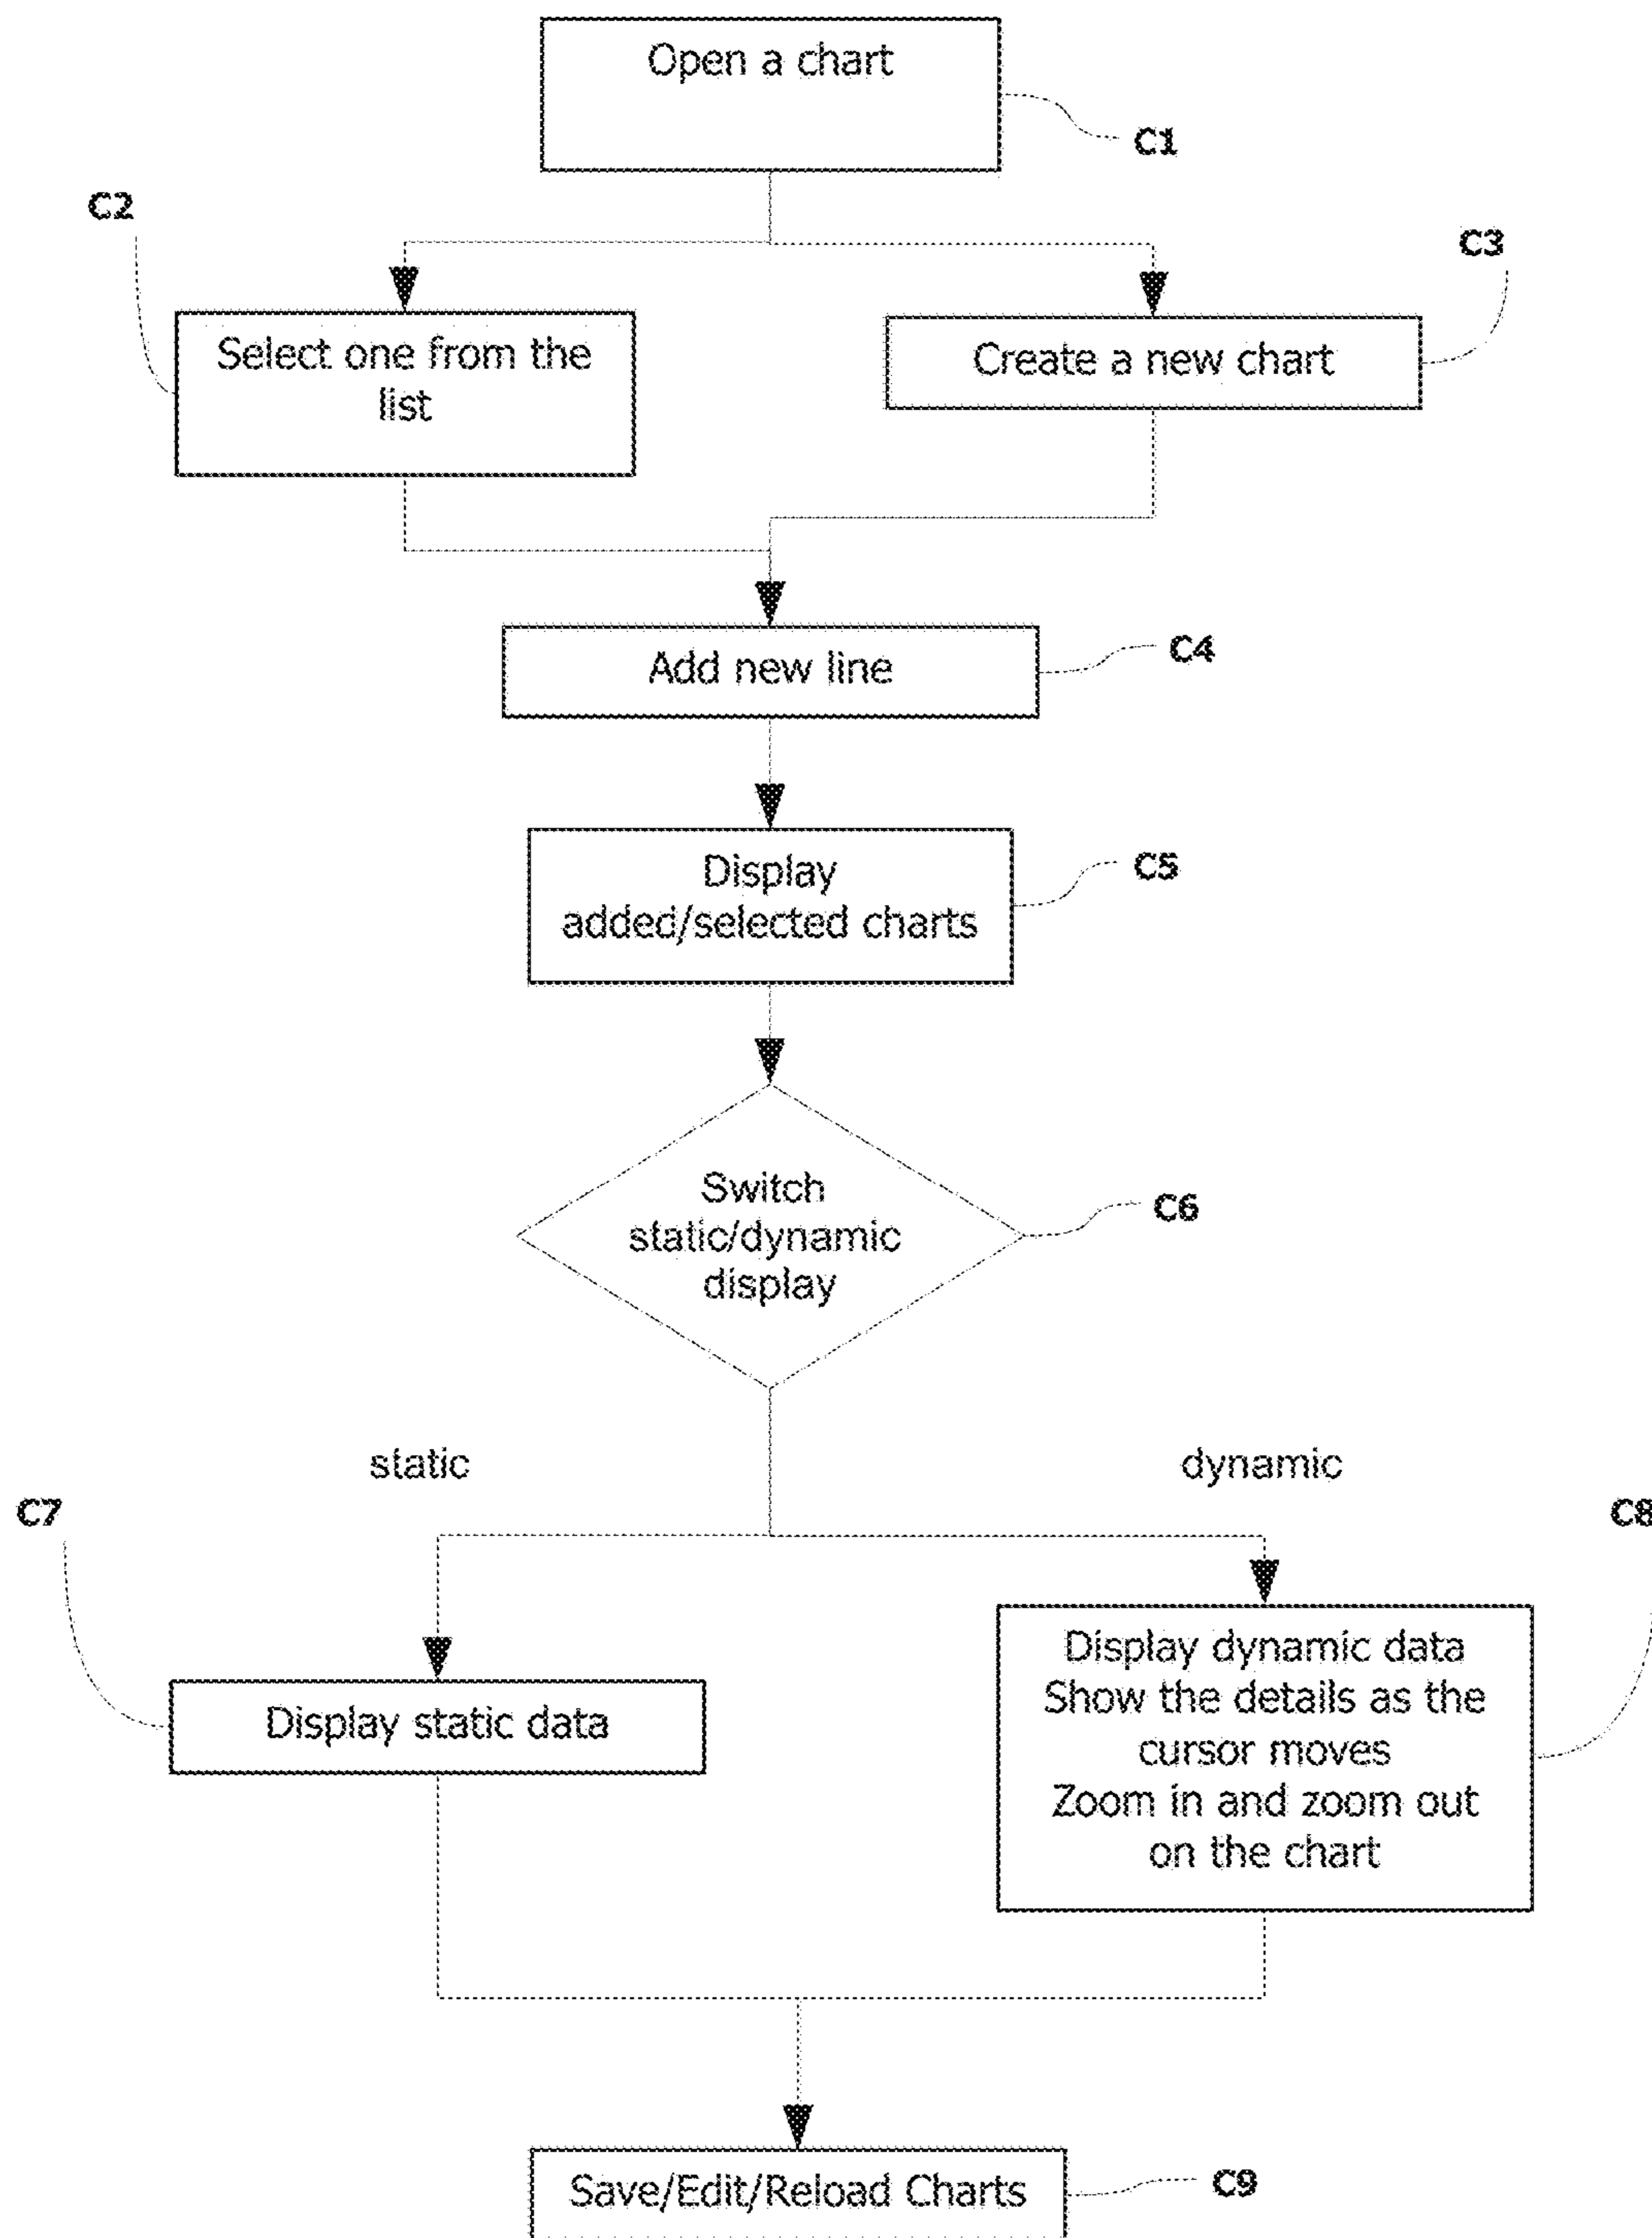 Open a chart
C1
C2
C3
Select one from the
list
Create a new chart
Add new line
C4
Display
added/selected charts
C5
Switch
static/dynamic
display
C6
static
dynamic
C7
C8
Display static data
Display dynamic data
Show the details as the
cursor moves
Zoom in and zoom out
on the chart
Save/Edit/Reload Charts
C9